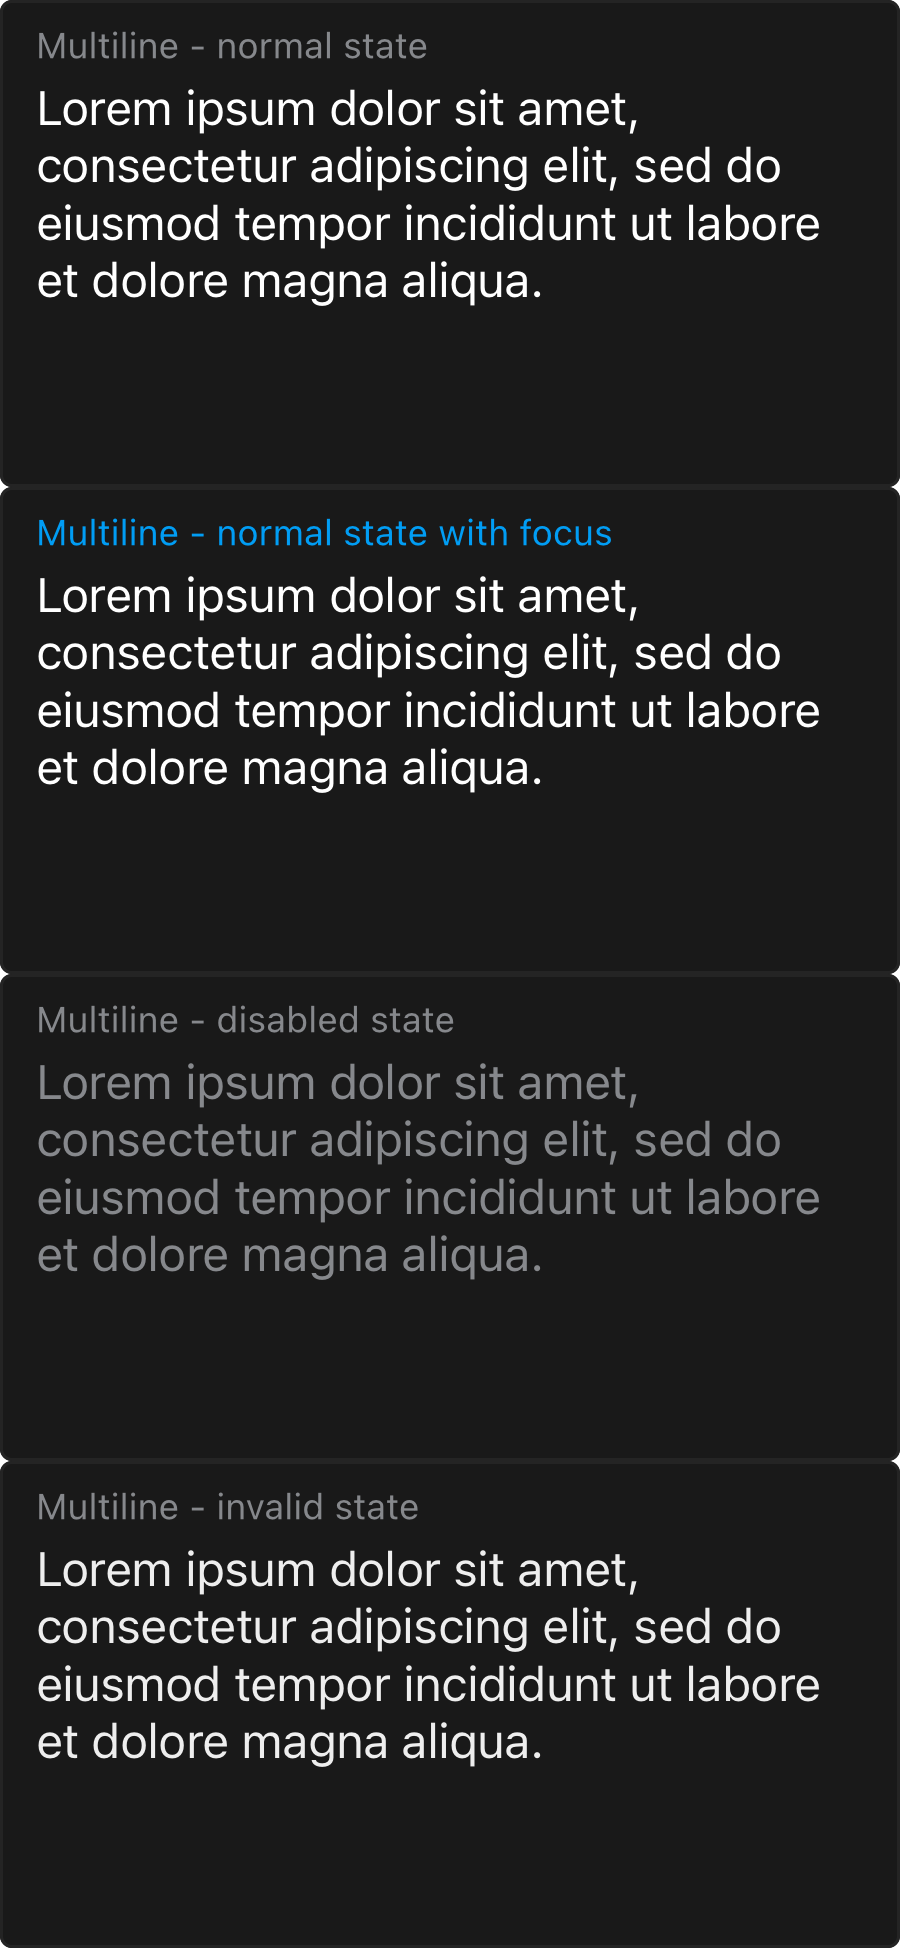 Multiline - normal state
Lorem ipsum dolor sit amet,
consectetur adipiscing elit, sed do
eiusmod tempor incididunt ut labore
et dolore magna aliqua.
Multiline - normal state with focus
Lorem ipsum dolor sit amet,
consectetur adipiscing elit, sed do
eiusmod tempor incididunt ut labore
et dolore magna aliqua.
Multiline - disabled state
Lorem ipsum dolor sit amet,
consectetur adipiscing elit, sed do
eiusmod tempor incididunt ut labore
et dolore magna aliqua.
Multiline - invalid state
Lorem ipsum dolor sit amet,
consectetur adipiscing elit, sed do
eiusmod tempor incididunt ut labore
et dolore magna aliqua.